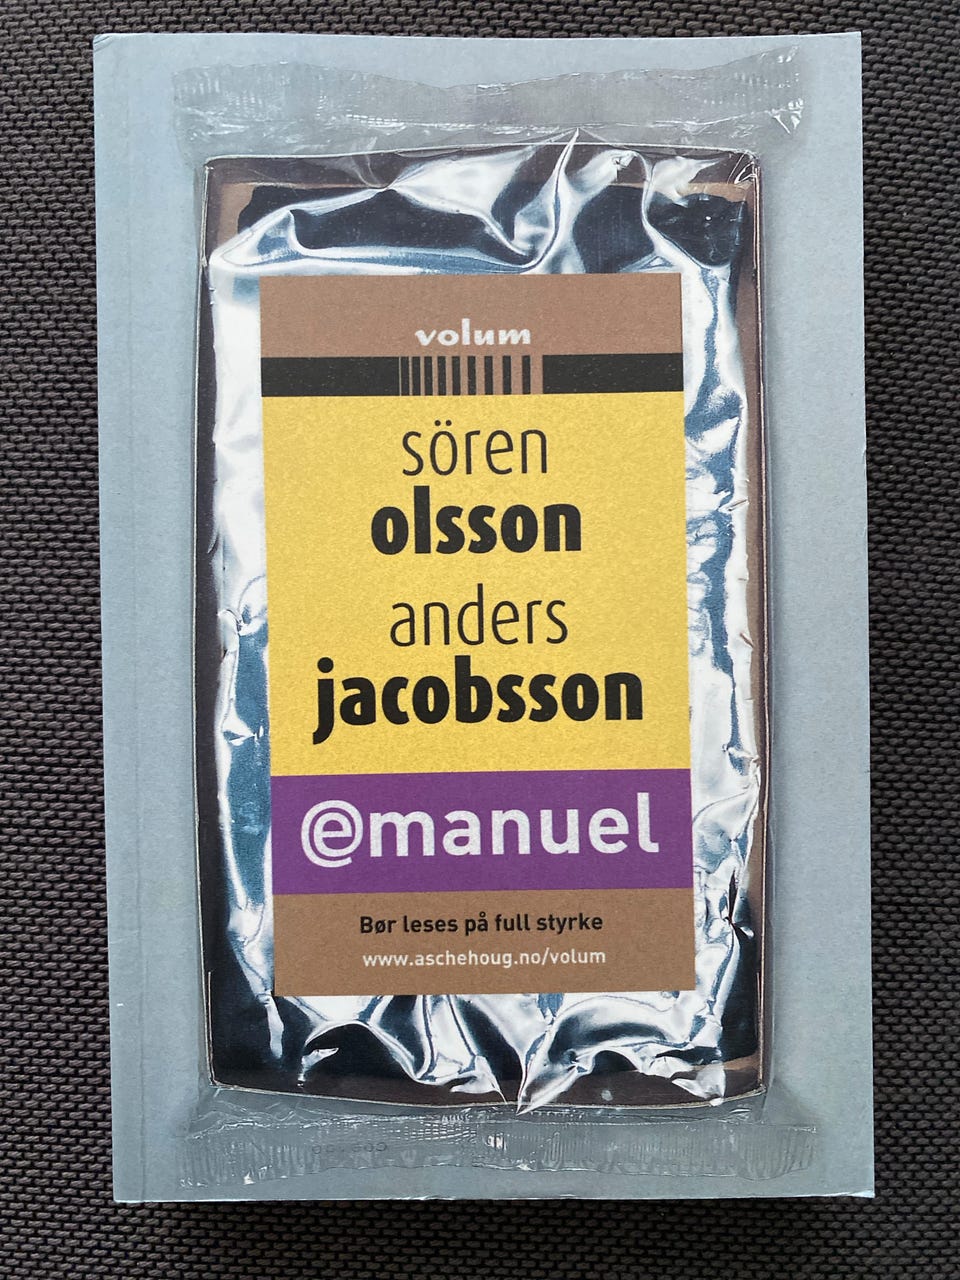 volum
sören
olsson
anders
jacobsson
@manuel
Bør leses på full styrke
www.aschehoug.no/volum